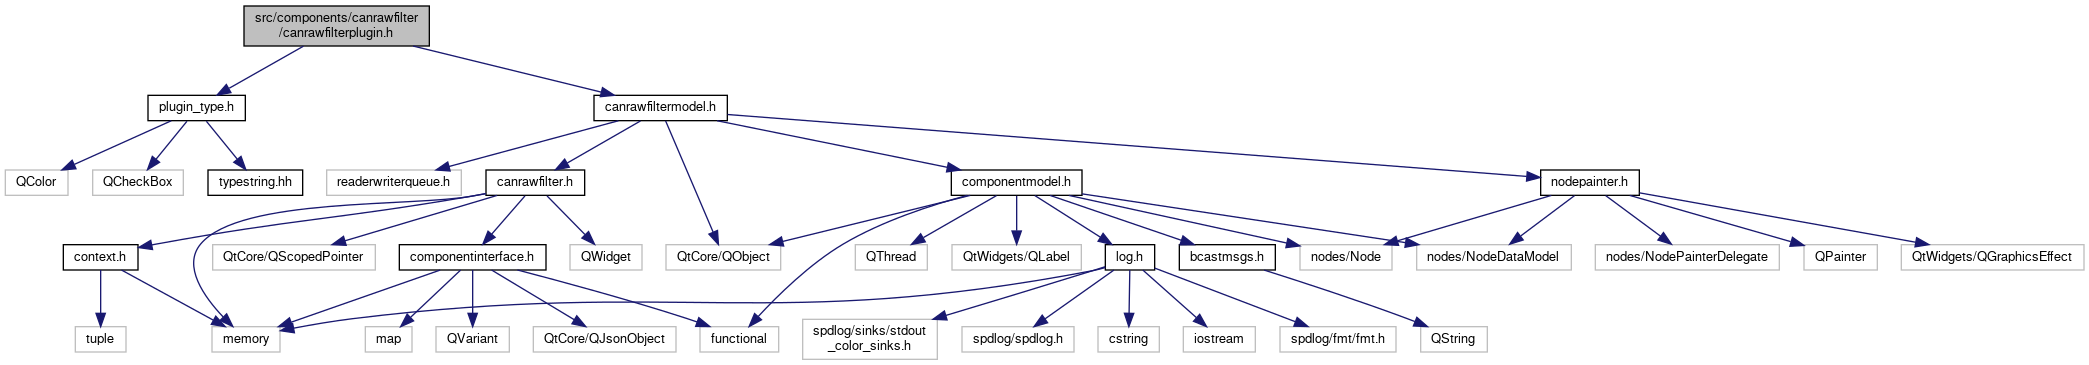 src/components/canrawfilter
/canrawfilterplugin.h
plugin_type.h
canrawfiltermodel.h
QColor
QCheckBox
typestring.hh
readerwriterqueue.h
canrawfilter.h
componentmodel.h
nodepainter.h
context.h
QtCore/QScopedPointer
componentinterface.h
QWidget
QtCore/QObject
QThread
QtWidgets/QLabel
log.h
bcastmsgs.h
nodes/Node
nodes/NodeDataModel
nodes/NodePainterDelegate
QPainter
QtWidgets/QGraphicsEffect
tuple
memory
map
QVariant
QtCore/QJsonObject
functional
spdlog/sinks/stdout
_color_sinks.h
spdlog/spdlog.h
cstring
iostream
spdlog/fmt/fmt.h
QString